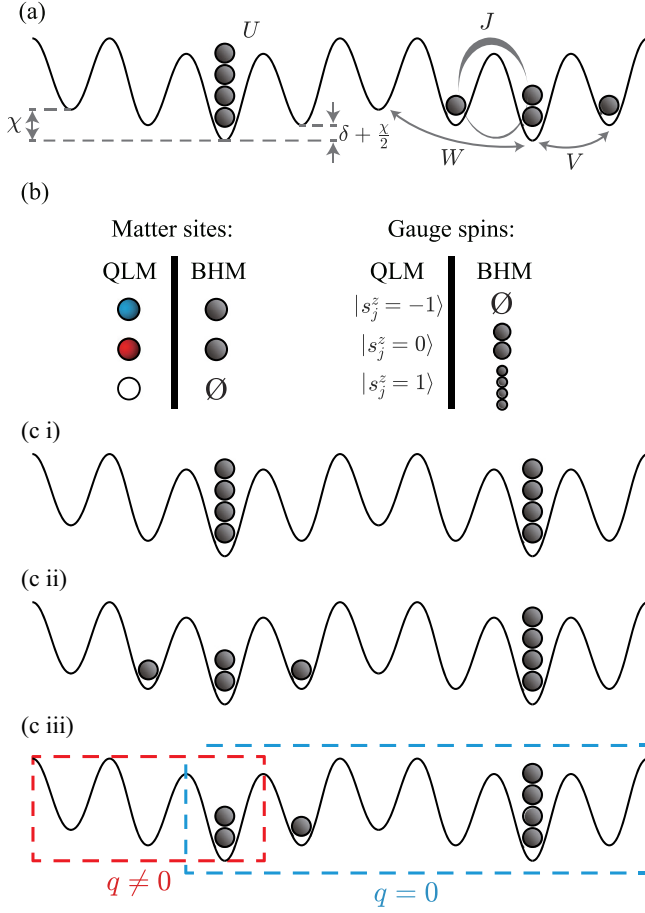 (a)
U
J
χ
δ + χ/2
W
V
(b)
Matter sites:
Gauge spins:
QLM
BHM
QLM
BHM
|s_j^z = −1⟩
Ø
|s_j^z = 0⟩
|s_j^z = 1⟩
Ø
(c i)
(c ii)
(c iii)
q ≠ 0
q = 0